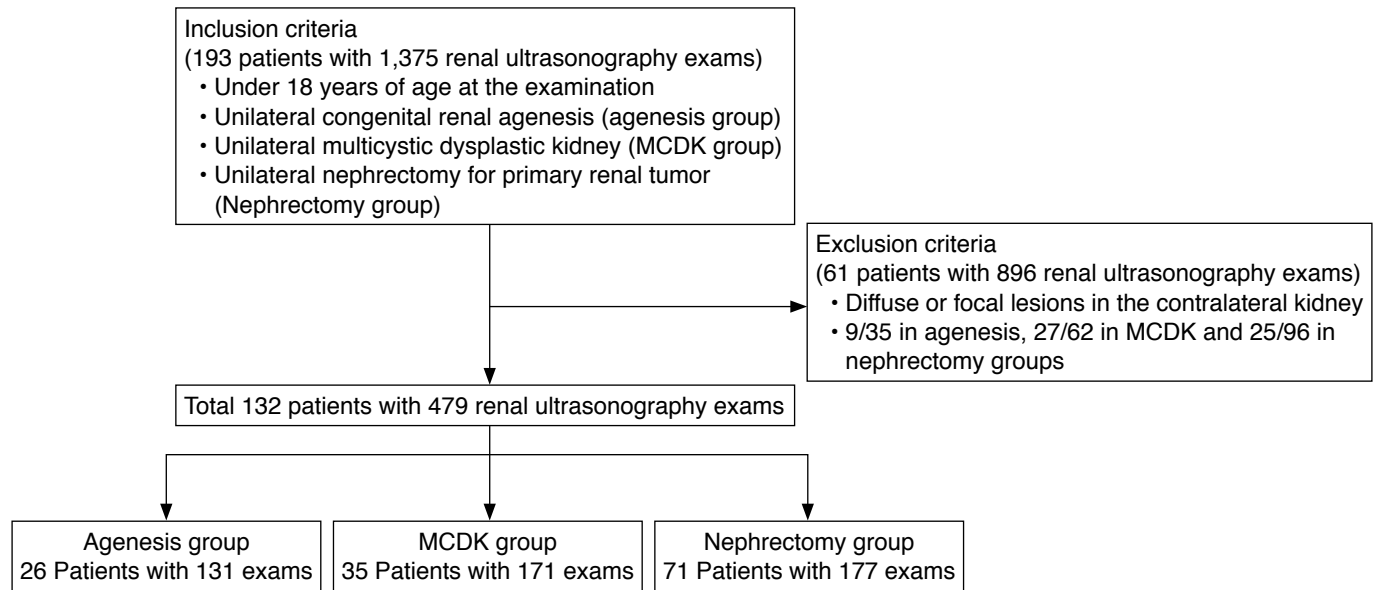 Inclusion criteria
(193 patients with 1,375 renal ultrasonography exams)
• Under 18 years of age at the examination
• Unilateral congenital renal agenesis (agenesis group)
• Unilateral multicystic dysplastic kidney (MCDK group)
• Unilateral nephrectomy for primary renal tumor
(Nephrectomy group)
Exclusion criteria
(61 patients with 896 renal ultrasonography exams)
• Diffuse or focal lesions in the contralateral kidney
• 9/35 in agenesis, 27/62 in MCDK and 25/96 in
nephrectomy groups
Total 132 patients with 479 renal ultrasonography exams
Agenesis group
26 Patients with 131 exams
MCDK group
35 Patients with 171 exams
Nephrectomy group
71 Patients with 177 exams